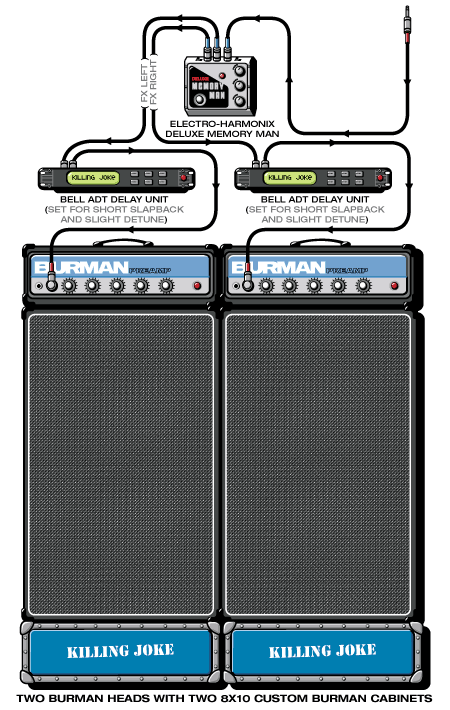 FX LEFT
FX RIGHT
DELUXE
MEMORY
MAN
ELECTRO-HARMONIX
DELUXE MEMORY MAN
KILLING JOKE
KILLING JOKE
BELL ADT DELAY UNIT
(SET FOR SHORT SLAPBACK
AND SLIGHT DETUNE)
BELL ADT DELAY UNIT
(SET FOR SHORT SLAPBACK
AND SLIGHT DETUNE)
BURMAN PREAMP
BURMAN PREAMP
KILLING JOKE
KILLING JOKE
TWO BURMAN HEADS WITH TWO 8X10 CUSTOM BURMAN CABINETS